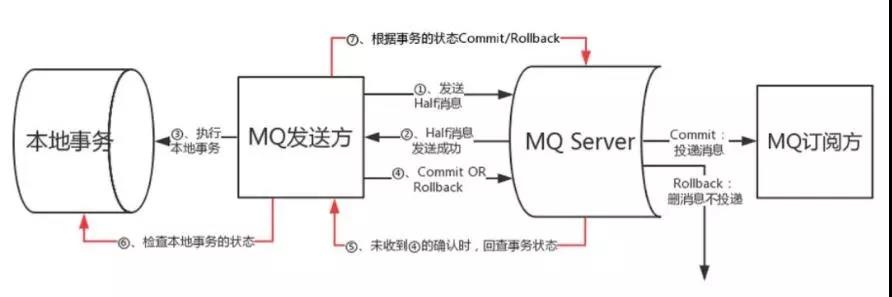 ⑦、根据事务的状态Commit/Rollback
①、发送
Half消息
本地事务
③、执行
本地事务
MQ发送方
②、Half消息
发送成功
MQ Server
Commit：
投递消息
MQ订阅方
④、Commit OR
Rollback
Rollback：
删消息不投递
⑥、检查本地事务的状态
⑤、未收到④的确认时，回查事务状态